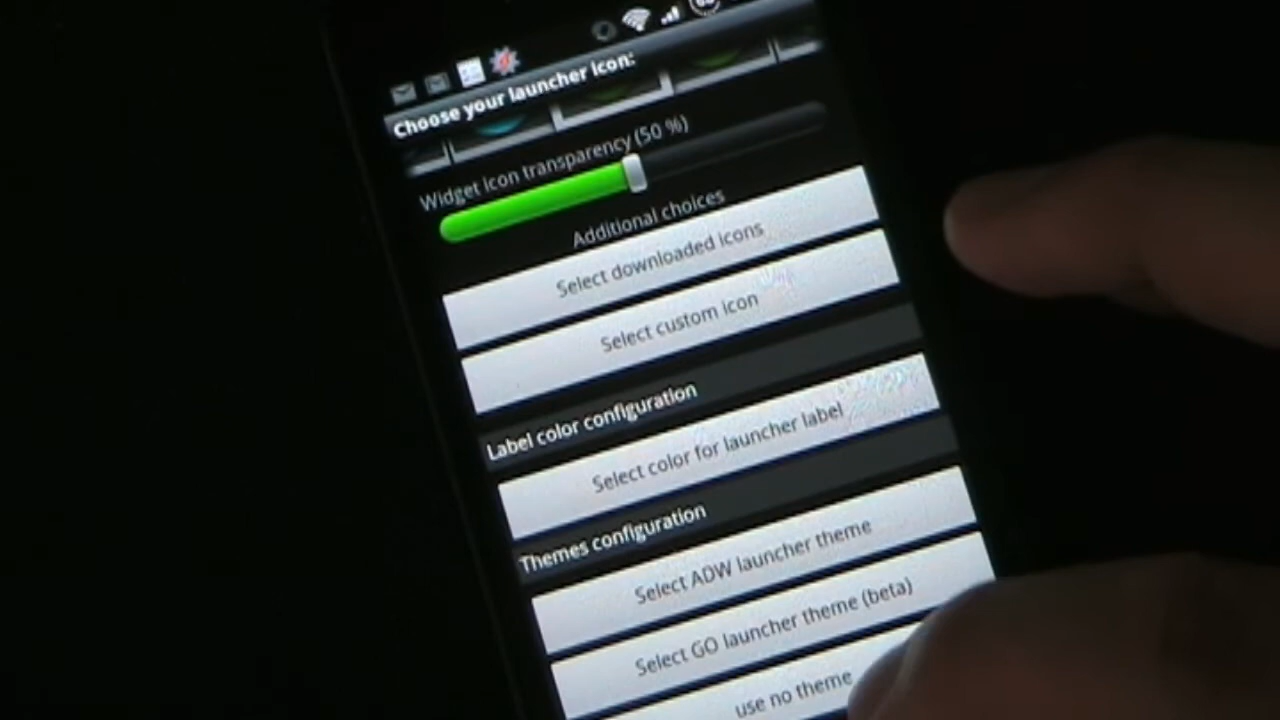 Choose your launcher icon:
Widget icon transparency (50 %)
Additional choices
Select downloaded icons
Select custom icon
Label color configuration
Select color for launcher label
Themes configuration
Select ADW launcher theme
Select GO launcher theme (beta)
use no theme